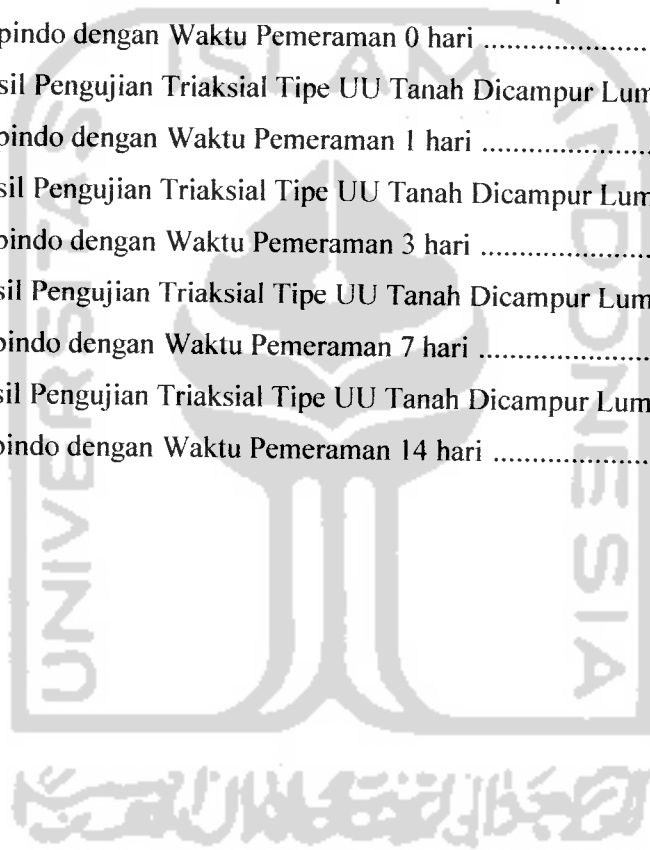 pindo dengan Waktu Pemeraman 0 hari ......................
sil Pengujian Triaksial Tipe UU Tanah Dicampur Lum
pindo dengan Waktu Pemeraman 1 hari ......................
sil Pengujian Triaksial Tipe UU Tanah Dicampur Lum
pindo dengan Waktu Pemeraman 3 hari ......................
sil Pengujian Triaksial Tipe UU Tanah Dicampur Lum
pindo dengan Waktu Pemeraman 7 hari ......................
sil Pengujian Triaksial Tipe UU Tanah Dicampur Lum
pindo dengan Waktu Pemeraman 14 hari ....................
ISLAM
UNIVERSITAS
INDONESIA